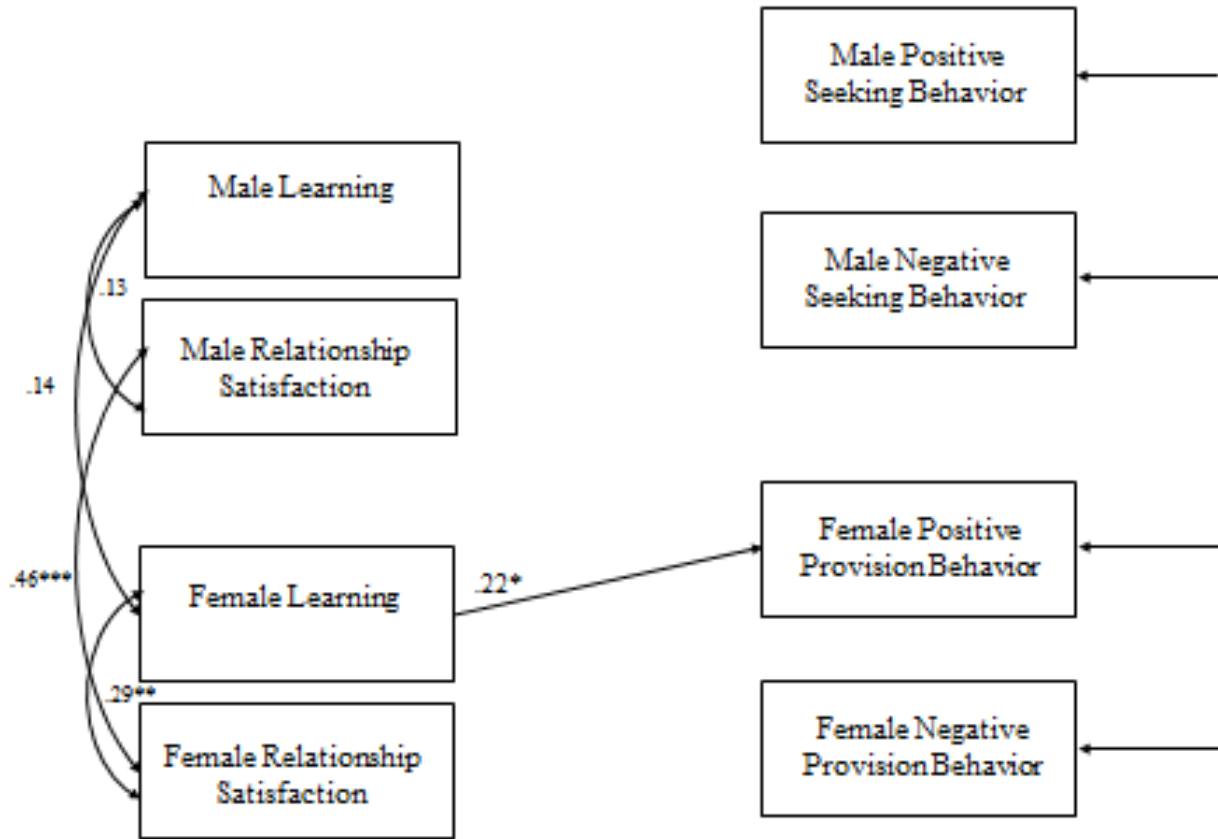 Male Positive
Seeking Behavior
Male Learning
.13
Male Negative
Seeking Behavior
Male Relationship
Satisfaction
.14
Female Positive
Provision Behavior
.46***
Female Learning
.22*
.29**
Female Relationship
Satisfaction
Female Negative
Provision Behavior